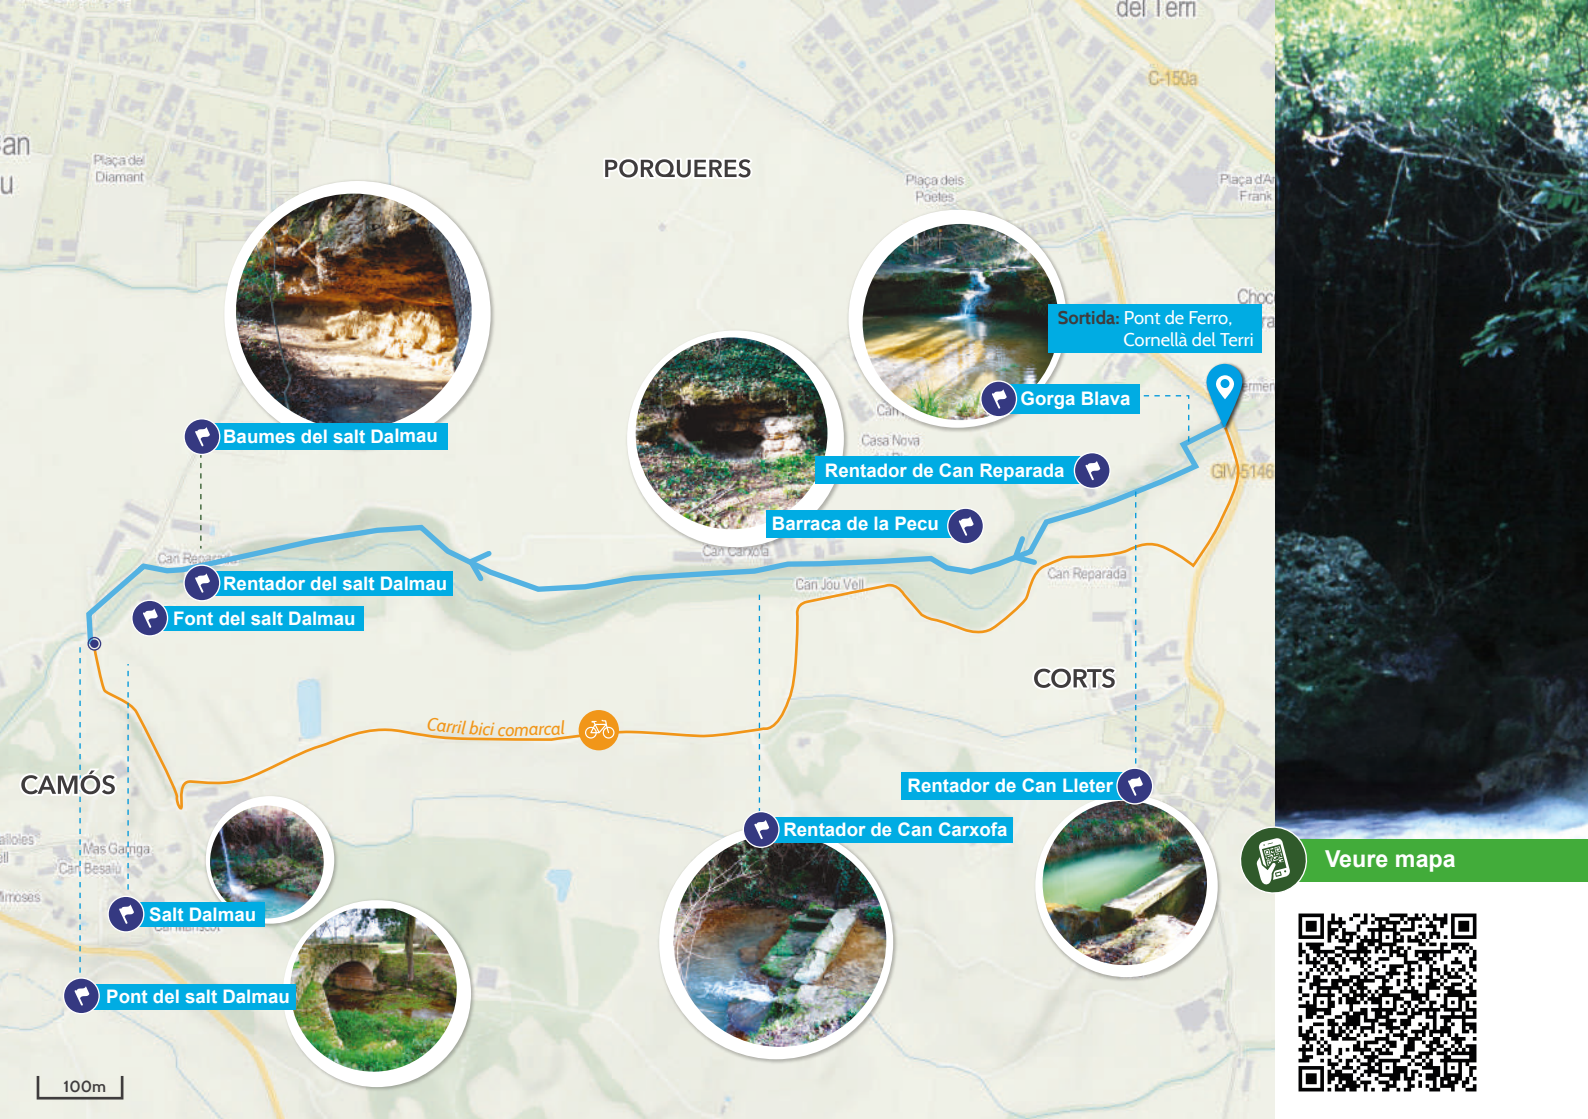 del Terri
C-150a
Plaça del
Diamant
PORQUERES
Plaça dels
Poetes
Frank
Sortida: Pont de Ferro,
Cornellà del Terri
Gorga Blava
Casa Nova
GIV-5146
Baumes del salt Dalmau
Rentador de Can Reparada
Barraca de la Pecu
Can Reparada
Can Carxofa
Can Jou Vell
Can Reparada
Rentador del salt Dalmau
Font del salt Dalmau
CORTS
Carril bici comarcal
CAMÓS
Rentador de Can Lleter
Rentador de Can Carxofa
Mas Garriga
Can Besalú
Salt Dalmau
Pont del salt Dalmau
100m
Veure mapa